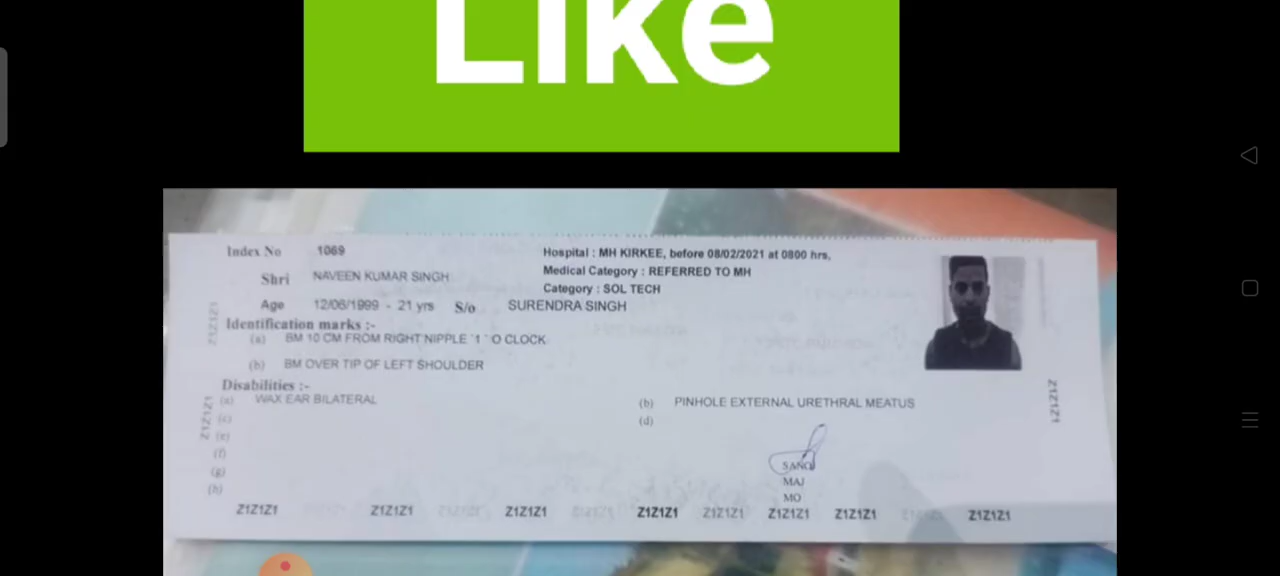 Like
Index No 1069
Hospital : MH KIRKEE, before 08/02/2021 at 0800 hrs,
Shri NAVEEN KUMAR SINGH
Medical Category : REFERRED TO MH
Category : SOL TECH
Age 12/06/1999 - 21 yrs S/o SURENDRA SINGH
Identification marks :-
(a) BM 10 CM FROM RIGHT NIPPLE '1' O CLOCK
(b) BM OVER TIP OF LEFT SHOULDER
Disabilities :-
(a) WAX EAR BILATERAL
(b) PINHOLE EXTERNAL URETHRAL MEATUS
(c)
(d)
(e)
(f)
(g)
(h)
MAJ
MO
Z1Z1Z1
Z1Z1Z1
Z1Z1Z1
Z1Z1Z1 Z1Z1Z1 Z1Z1Z1 Z1Z1Z1 Z1Z1Z1 Z1Z1Z1 Z1Z1Z1 Z1Z1Z1